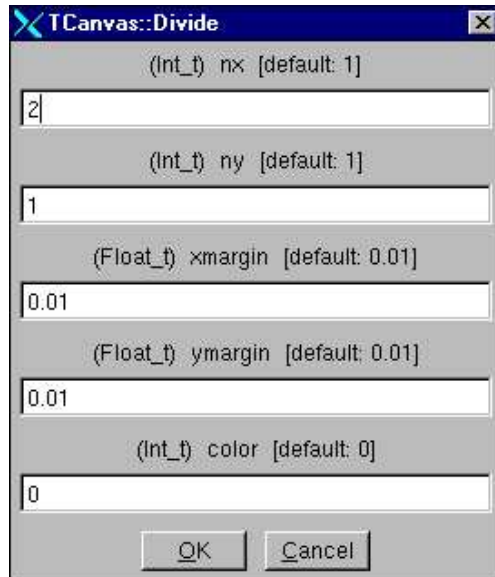 TCanvas::Divide
(Int_t) nx [default: 1]
2
(Int_t) ny [default: 1]
1
(Float_t) xmargin [default: 0.01]
0.01
(Float_t) ymargin [default: 0.01]
0.01
(Int_t) color [default: 0]
0
OK Cancel